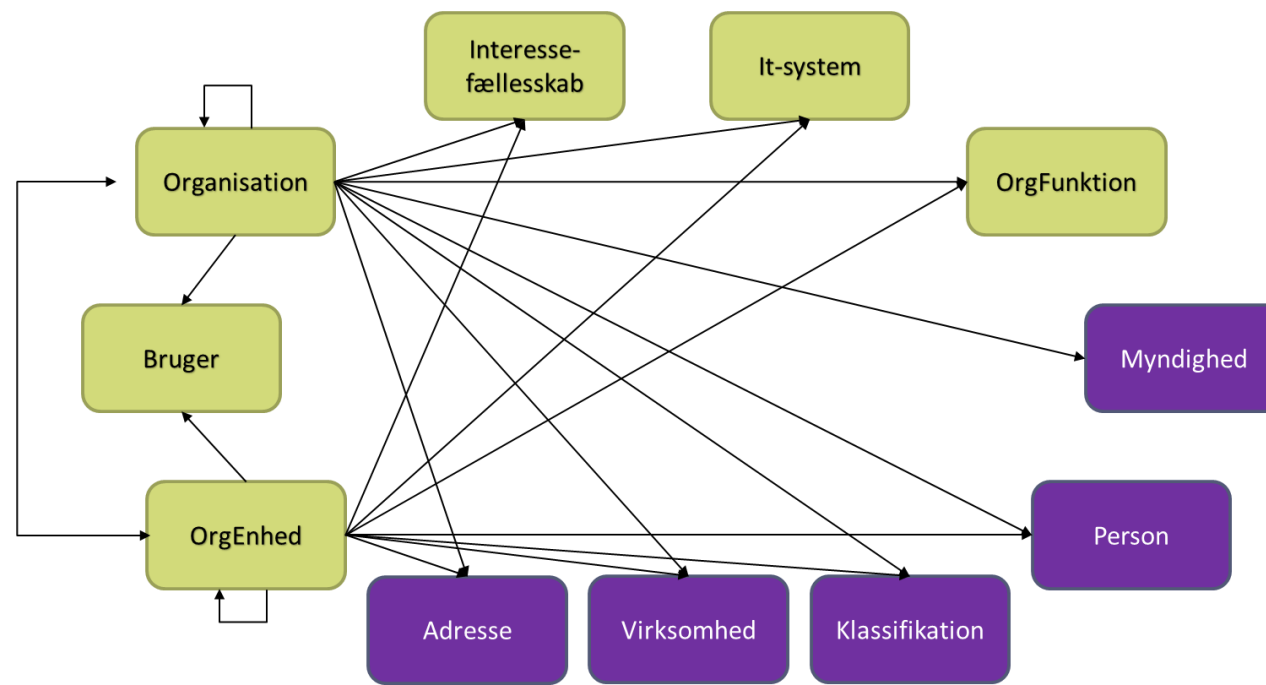 Interesse-
fællesskab
It-system
Organisation
OrgFunktion
Bruger
Myndighed
OrgEnhed
Person
Adresse
Virksomhed
Klassifikation